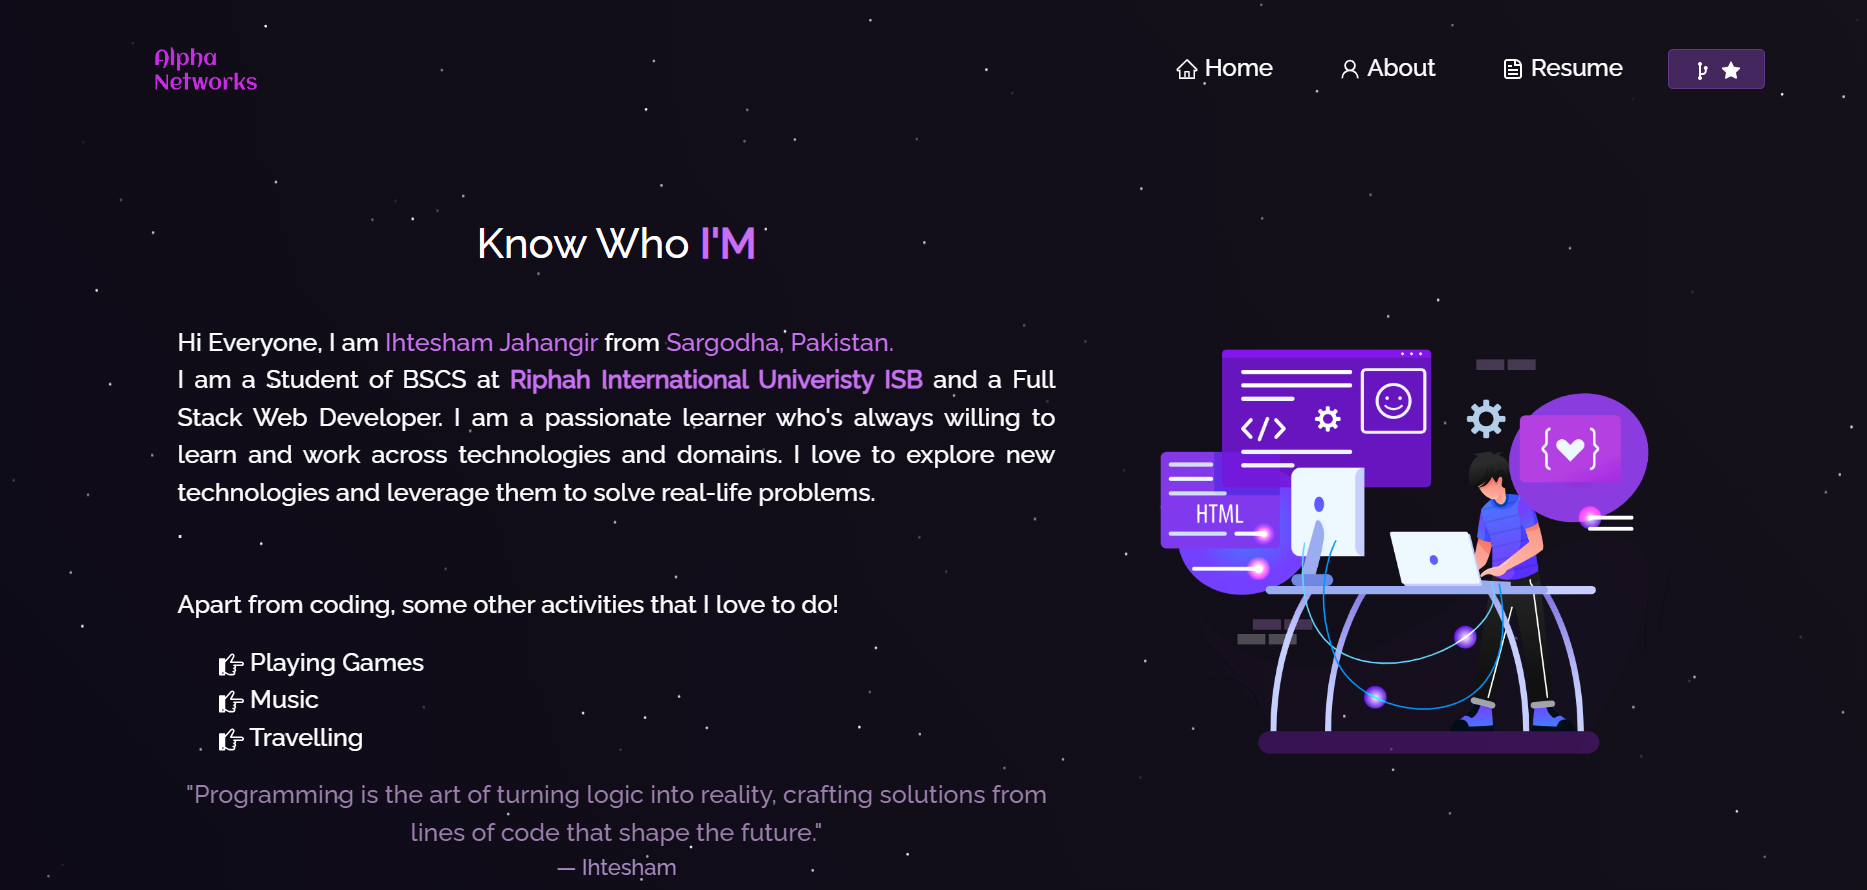 Alpha
Networks
Home
About
Resume
Know Who I'M
Hi Everyone, I am Ihtesham Jahangir from Sargodha, Pakistan.
I am a Student of BSCS at Riphah International Univeristy ISB and a Full
Stack Web Developer. I am a passionate learner who's always willing to
learn and work across technologies and domains. I love to explore new
technologies and leverage them to solve real-life problems.
.
Apart from coding, some other activities that I love to do!
Playing Games
Music
Travelling
"Programming is the art of turning logic into reality, crafting solutions from
lines of code that shape the future."
— Ihtesham
</>
HTML
{ }